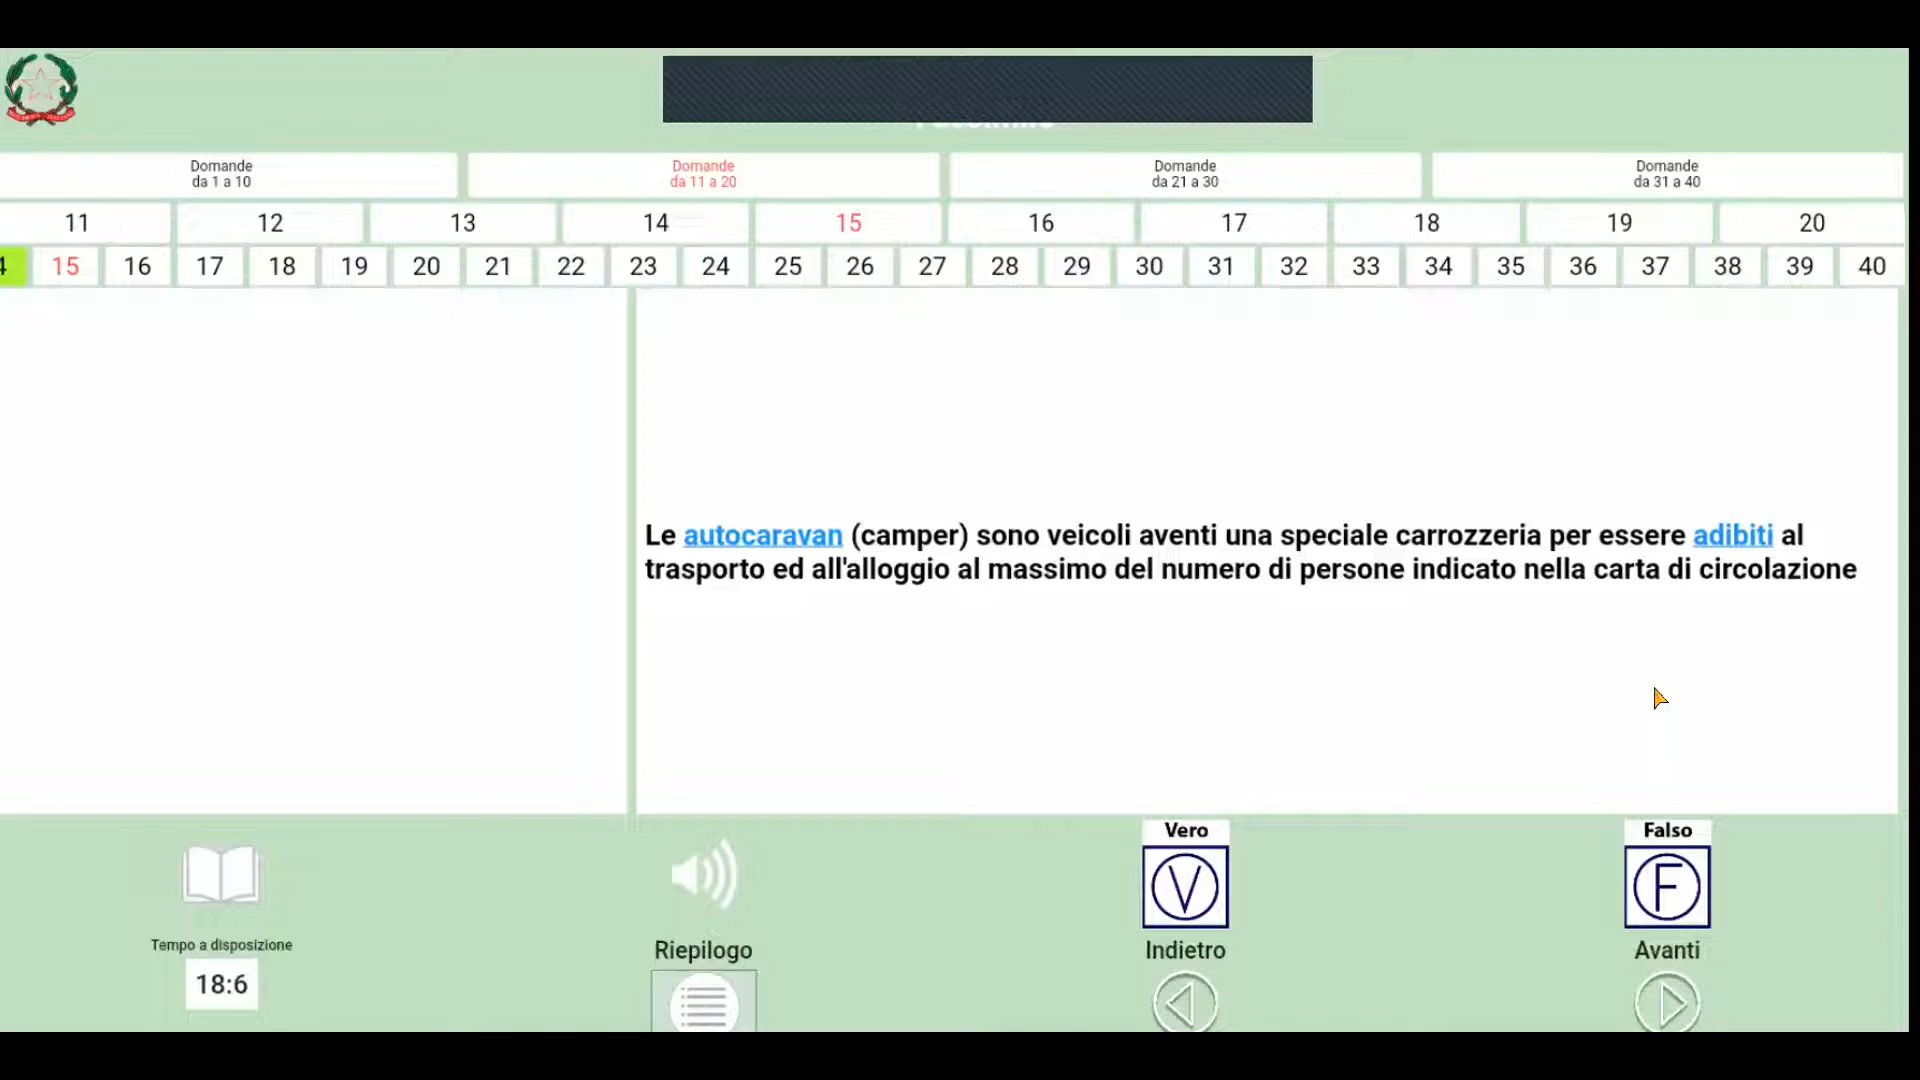 Domande
da 1 a 10
Domande
da 11 a 20
Domande
da 21 a 30
Domande
da 31 a 40
11 12 13 14 15 16 17 18 19 20
4 15 16 17 18 19 20 21 22 23 24 25 26 27 28 29 30 31 32 33 34 35 36 37 38 39 40
Le autocaravan (camper) sono veicoli aventi una speciale carrozzeria per essere adibiti al
trasporto ed all'alloggio al massimo del numero di persone indicato nella carta di circolazione
Vero
V
Falso
F
Tempo a disposizione
18:6
Riepilogo
Indietro
Avanti